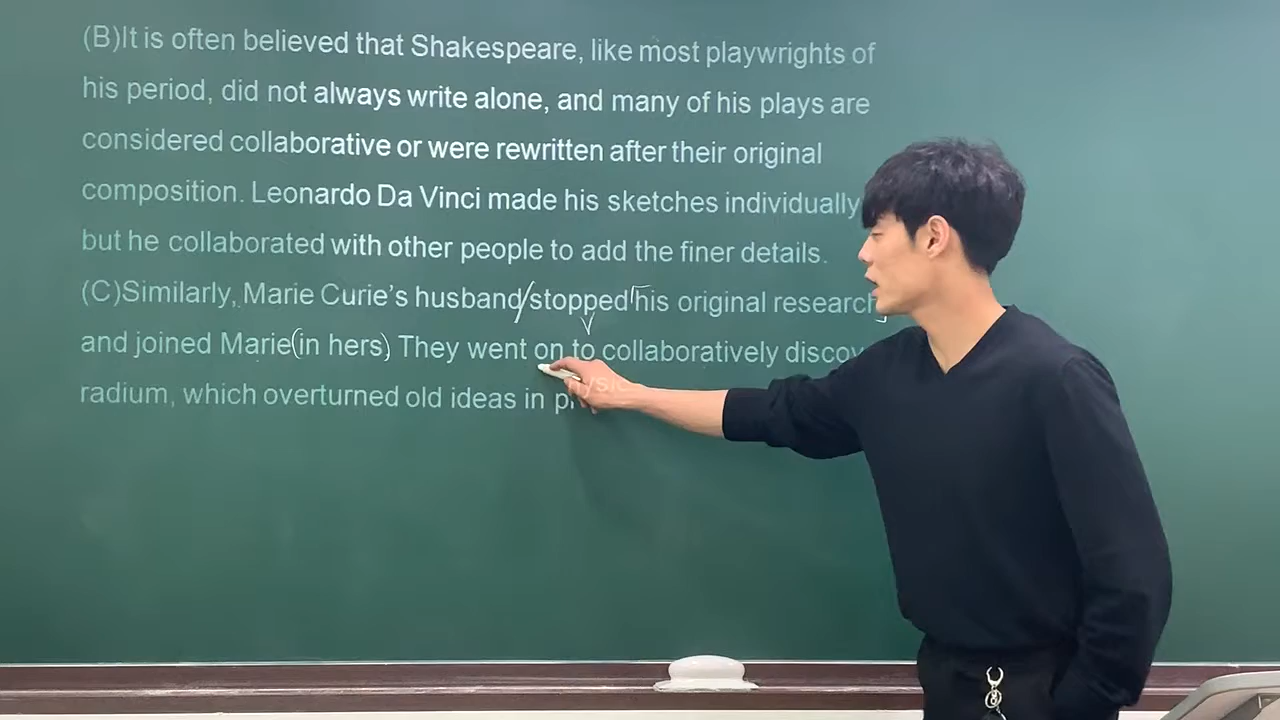 (B)It is often believed that Shakespeare, like most playwrights of
his period, did not always write alone, and many of his plays are
considered collaborative or were rewritten after their original
composition. Leonardo Da Vinci made his sketches individually
but he collaborated with other people to add the finer details.
(C)Similarly, Marie Curie's husband/stopped his original research
and joined Marie(in hers) They went on to collaboratively
radium, which overturned old ideas in